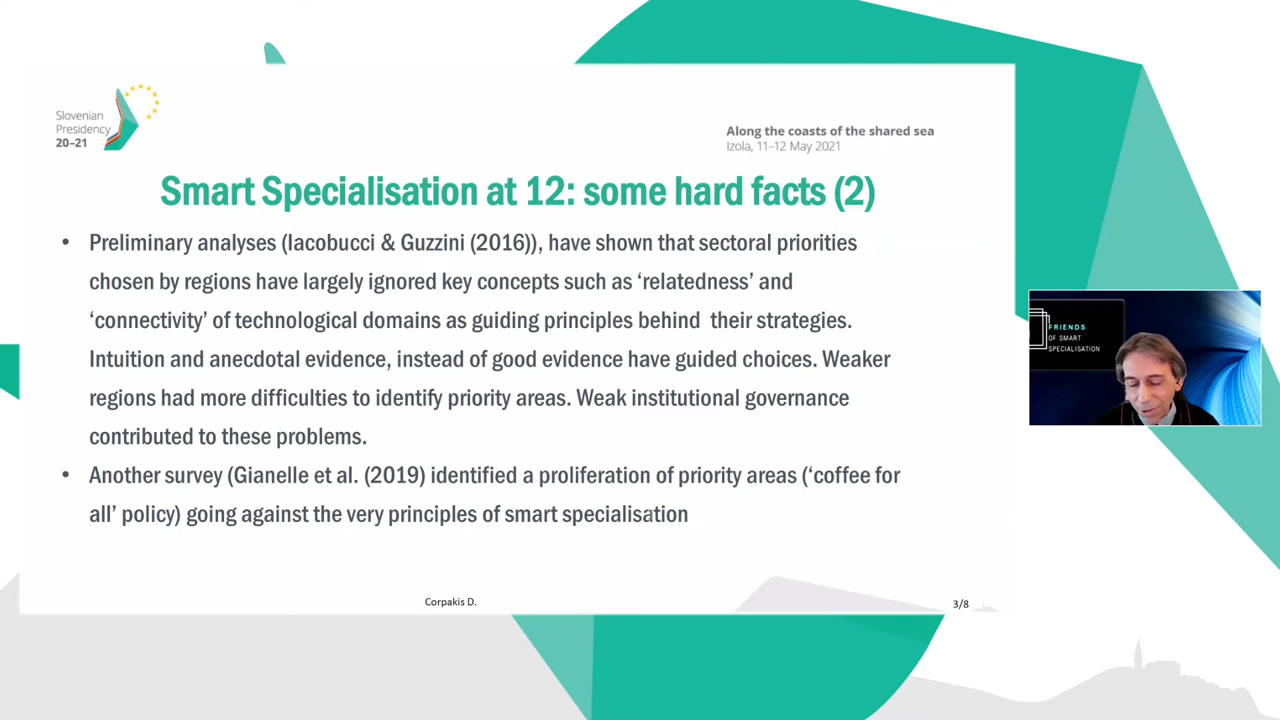 Slovenian
Presidency
20–21
Along the coasts of the shared sea
Izola, 11–12 May 2021
Smart Specialisation at 12: some hard facts (2)
• Preliminary analyses (Iacobucci & Guzzini (2016)), have shown that sectoral priorities
chosen by regions have largely ignored key concepts such as ‘relatedness’ and
‘connectivity’ of technological domains as guiding principles behind their strategies.
Intuition and anecdotal evidence, instead of good evidence have guided choices. Weaker
regions had more difficulties to identify priority areas. Weak institutional governance
contributed to these problems.
• Another survey (Gianelle et al. (2019) identified a proliferation of priority areas (‘coffee for
all’ policy) going against the very principles of smart specialisation
Corpakis D.
3/8
FRIENDS
OF SMART
SPECIALISATION